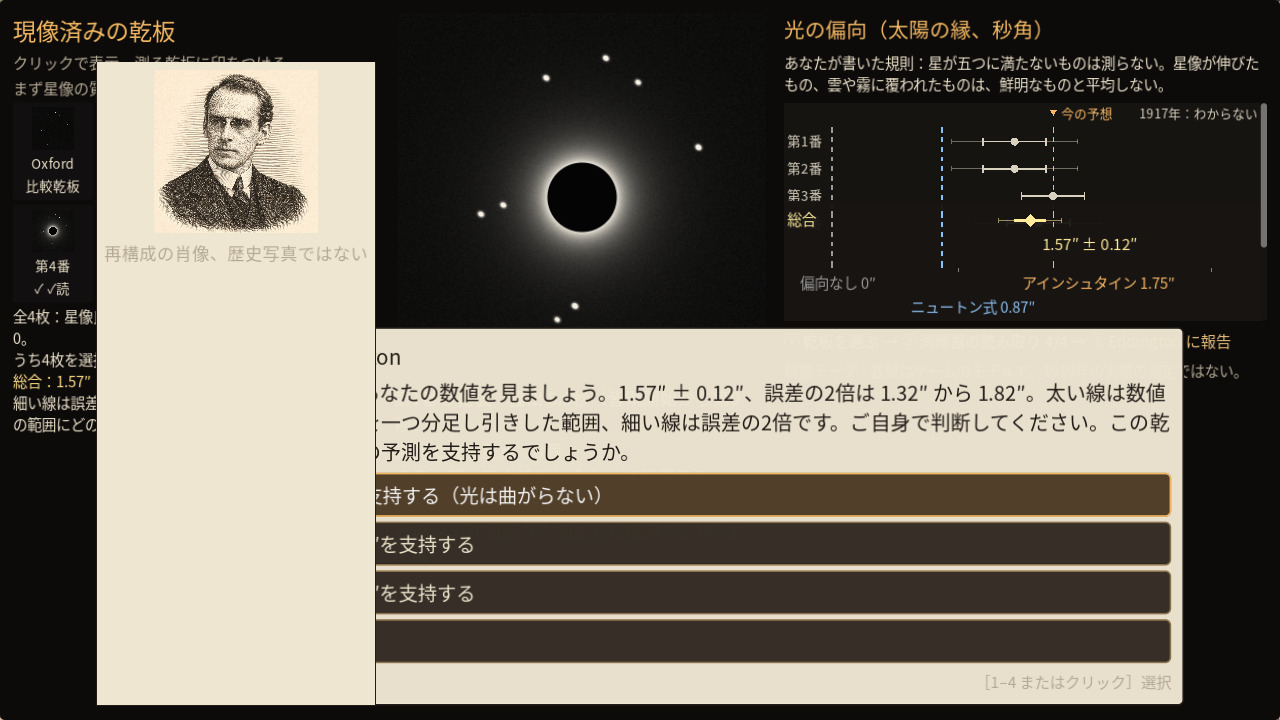 現像済みの乾板
クリックで表示、測る乾板に印をつける。
まず星像の質
Oxford
比較乾板
第4番
✓ ✓読
全4枚：星像
0。
うち4枚を選
総合：1.57″
細い線は誤差
の範囲にどの
再構成の肖像、歴史写真ではない
光の偏向（太陽の縁、秒角）
あなたが書いた規則：星が五つに満たないものは測らない。星像が伸びた
もの、雲や霧に覆われたものは、鮮明なものと平均しない。
今の予想
1917年：わからない
第1番
第2番
第3番
総合
1.57″ ± 0.12″
偏向なし 0″
アインシュタイン 1.75″
ニュートン式 0.87″
に報告
ではない。
on
なたの数値を見ましょう。1.57″ ± 0.12″、誤差の2倍は 1.32″ から 1.82″。太い線は数値
一つ分足し引きした範囲、細い線は誤差の2倍です。ご自身で判断してください。この乾
予測を支持するでしょうか。
支持する（光は曲がらない）
″を支持する
″を支持する
［1–4 またはクリック］選択